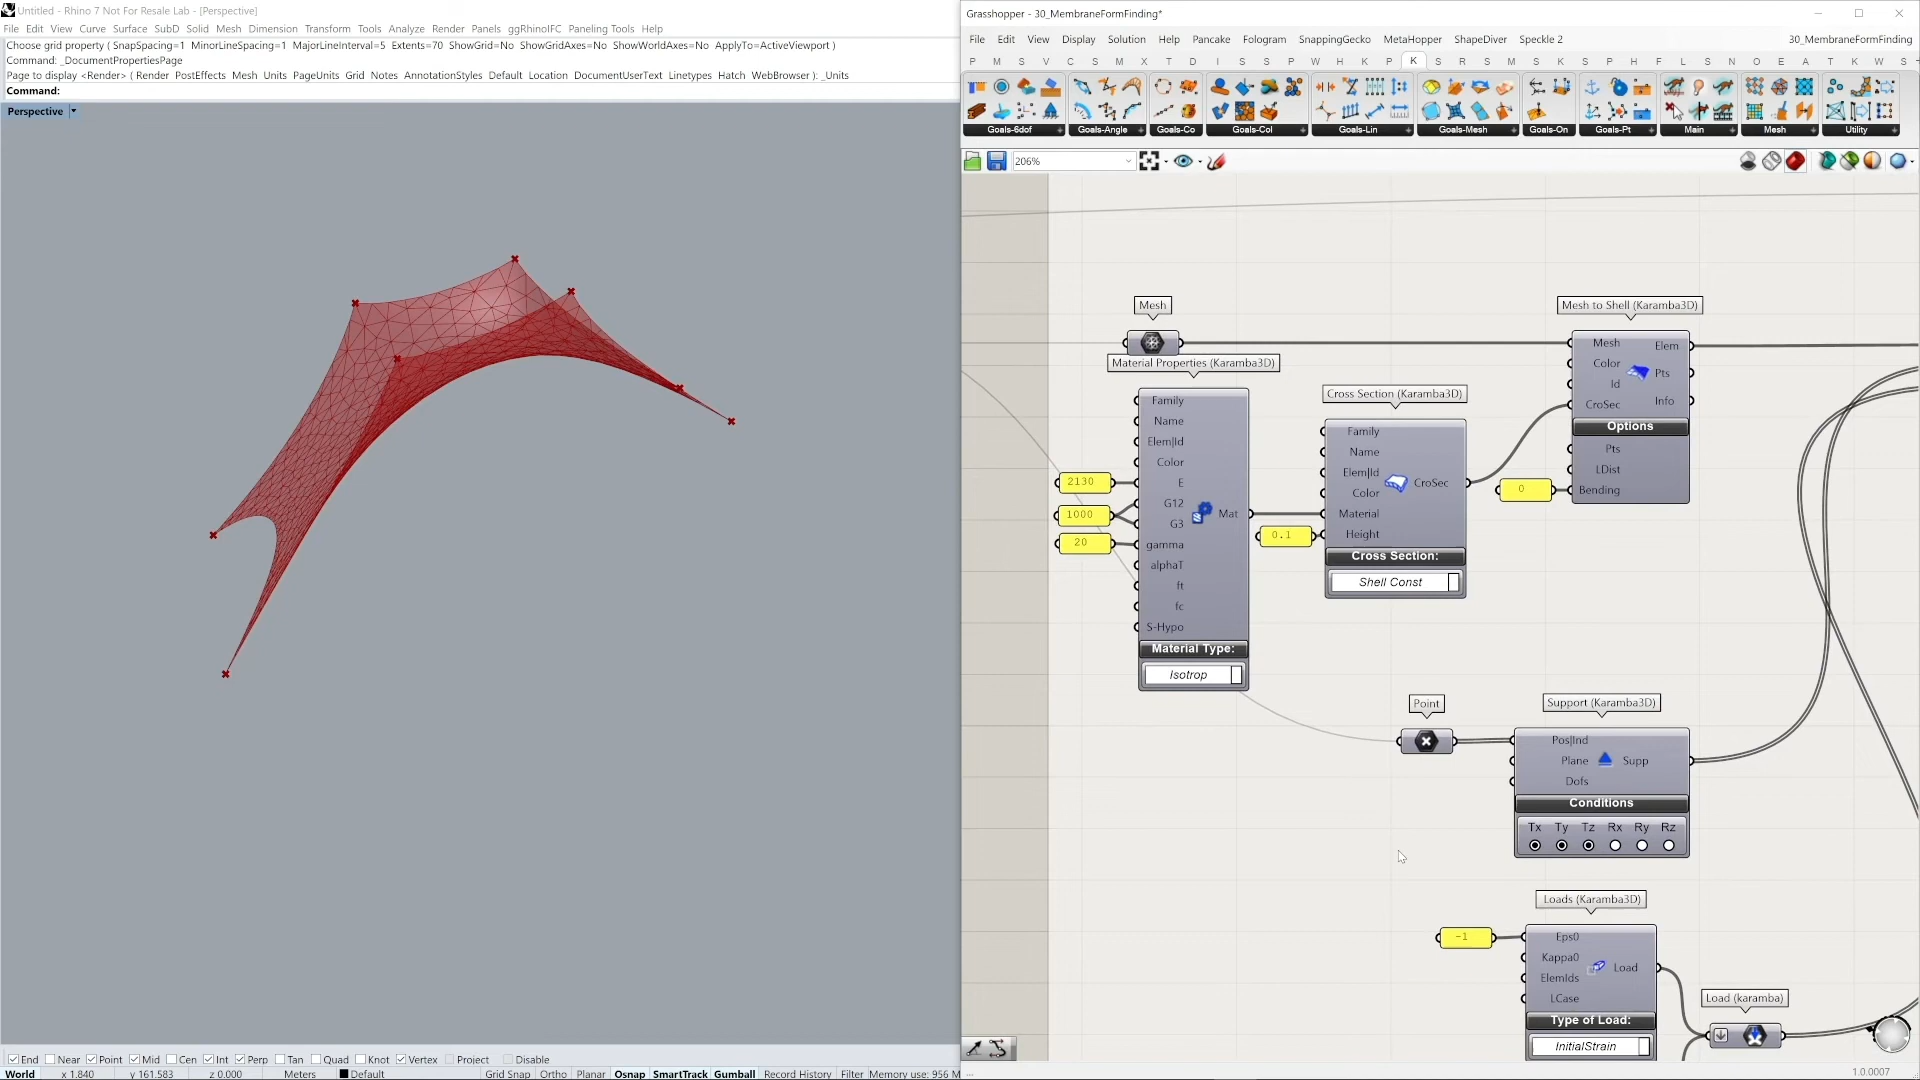 Untitled - Rhino 7 Not For Resale Lab - [Perspective]
File Edit View Curve Surface SubD Solid Mesh Dimension Transform Tools Analyze Render Panels ggRhinoIFC Paneling Tools Help
Choose grid property ( SnapSpacing=1 MinorLineSpacing=1 MajorLineInterval=5 Extents=70 ShowGrid=No ShowGridAxes=No ShowWorldAxes=No ApplyTo=ActiveViewport )
Command: _DocumentPropertiesPage
Page to display <Render> ( Render PostEffects Mesh Units PageUnits Grid Notes AnnotationStyles Default Location DocumentUserText Linetypes Hatch WebBrowser ): _Units
Command:
Perspective
End Near Point Mid Cen Int Perp Tan Quad Knot Vertex Project Disable
World x 1.840 y 161.583 z 0.000 Meters Default Grid Snap Ortho Planar Osnap SmartTrack Gumball Record History Filter Memory use: 956 M
Grasshopper - 30_MembraneFormFinding*
File Edit View Display Solution Help Pancake Fologram SnappingGecko MetaHopper ShapeDiver Speckle 2 30_MembraneFormFinding
P M S V C S M X T D I S S P W H K P K S R S U S M S K S P H F L S N O E A T K W S
Goals-6dof Goals-Angle Goals-Co Goals-Col Goals-Lin Goals-Mesh Goals-On Goals-Pt Main Mesh Utility
206%
Mesh
Mesh to Shell (Karamba3D)
Mesh
Color
Id
CroSec
Elem
Pts
Info
Options
Pts
LDist
Bending
0
Material Properties (Karamba3D)
Family
Name
Elem|Id
Color
E
G12
G3
gamma
alphaT
ft
fc
S-Hypo
Mat
Material Type:
Isotrop
2130
1000
20
Cross Section (Karamba3D)
Family
Name
Elem|Id
Color
Material
Height
CroSec
Cross Section:
Shell Const
0.1
Point
Support (Karamba3D)
Pos|Ind
Plane
Dofs
Supp
Conditions
Tx Ty Tz Rx Ry Rz
Loads (Karamba3D)
-1
Eps0
Kappa0
ElemIds
LCase
Load
Type of Load:
InitialStrain
Load (karamba)
1.0.0007